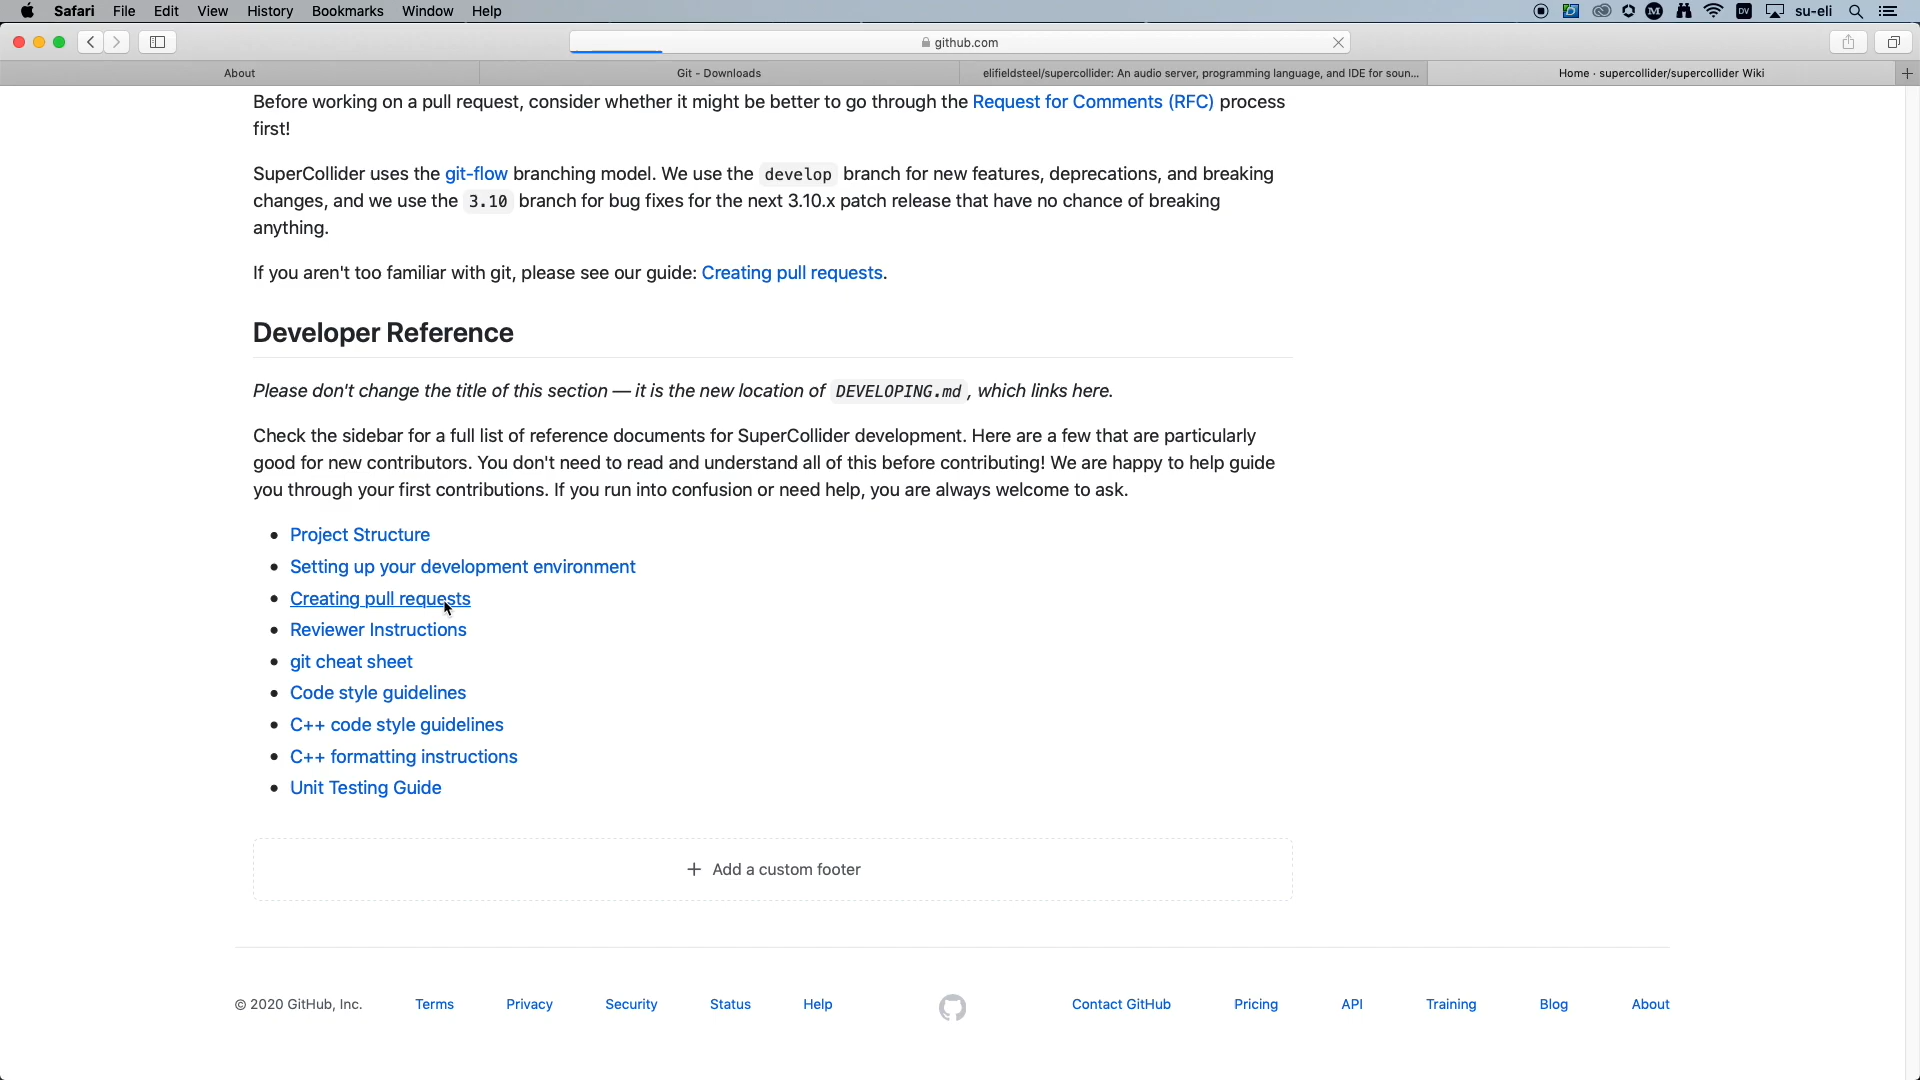 Safari File Edit View History Bookmarks Window Help
M DV su-eli
github.com
About
Git - Downloads
elifieldsteel/supercollider: An audio server, programming language, and IDE for soun...
Home · supercollider/supercollider Wiki
Before working on a pull request, consider whether it might be better to go through the Request for Comments (RFC) process
first!
SuperCollider uses the git-flow branching model. We use the develop branch for new features, deprecations, and breaking
changes, and we use the 3.10 branch for bug fixes for the next 3.10.x patch release that have no chance of breaking
anything.
If you aren't too familiar with git, please see our guide: Creating pull requests.
Developer Reference
Please don't change the title of this section — it is the new location of DEVELOPING.md , which links here.
Check the sidebar for a full list of reference documents for SuperCollider development. Here are a few that are particularly
good for new contributors. You don't need to read and understand all of this before contributing! We are happy to help guide
you through your first contributions. If you run into confusion or need help, you are always welcome to ask.
• Project Structure
• Setting up your development environment
• Creating pull requests
• Reviewer Instructions
• git cheat sheet
• Code style guidelines
• C++ code style guidelines
• C++ formatting instructions
• Unit Testing Guide
+ Add a custom footer
© 2020 GitHub, Inc. Terms Privacy Security Status Help Contact GitHub Pricing API Training Blog About